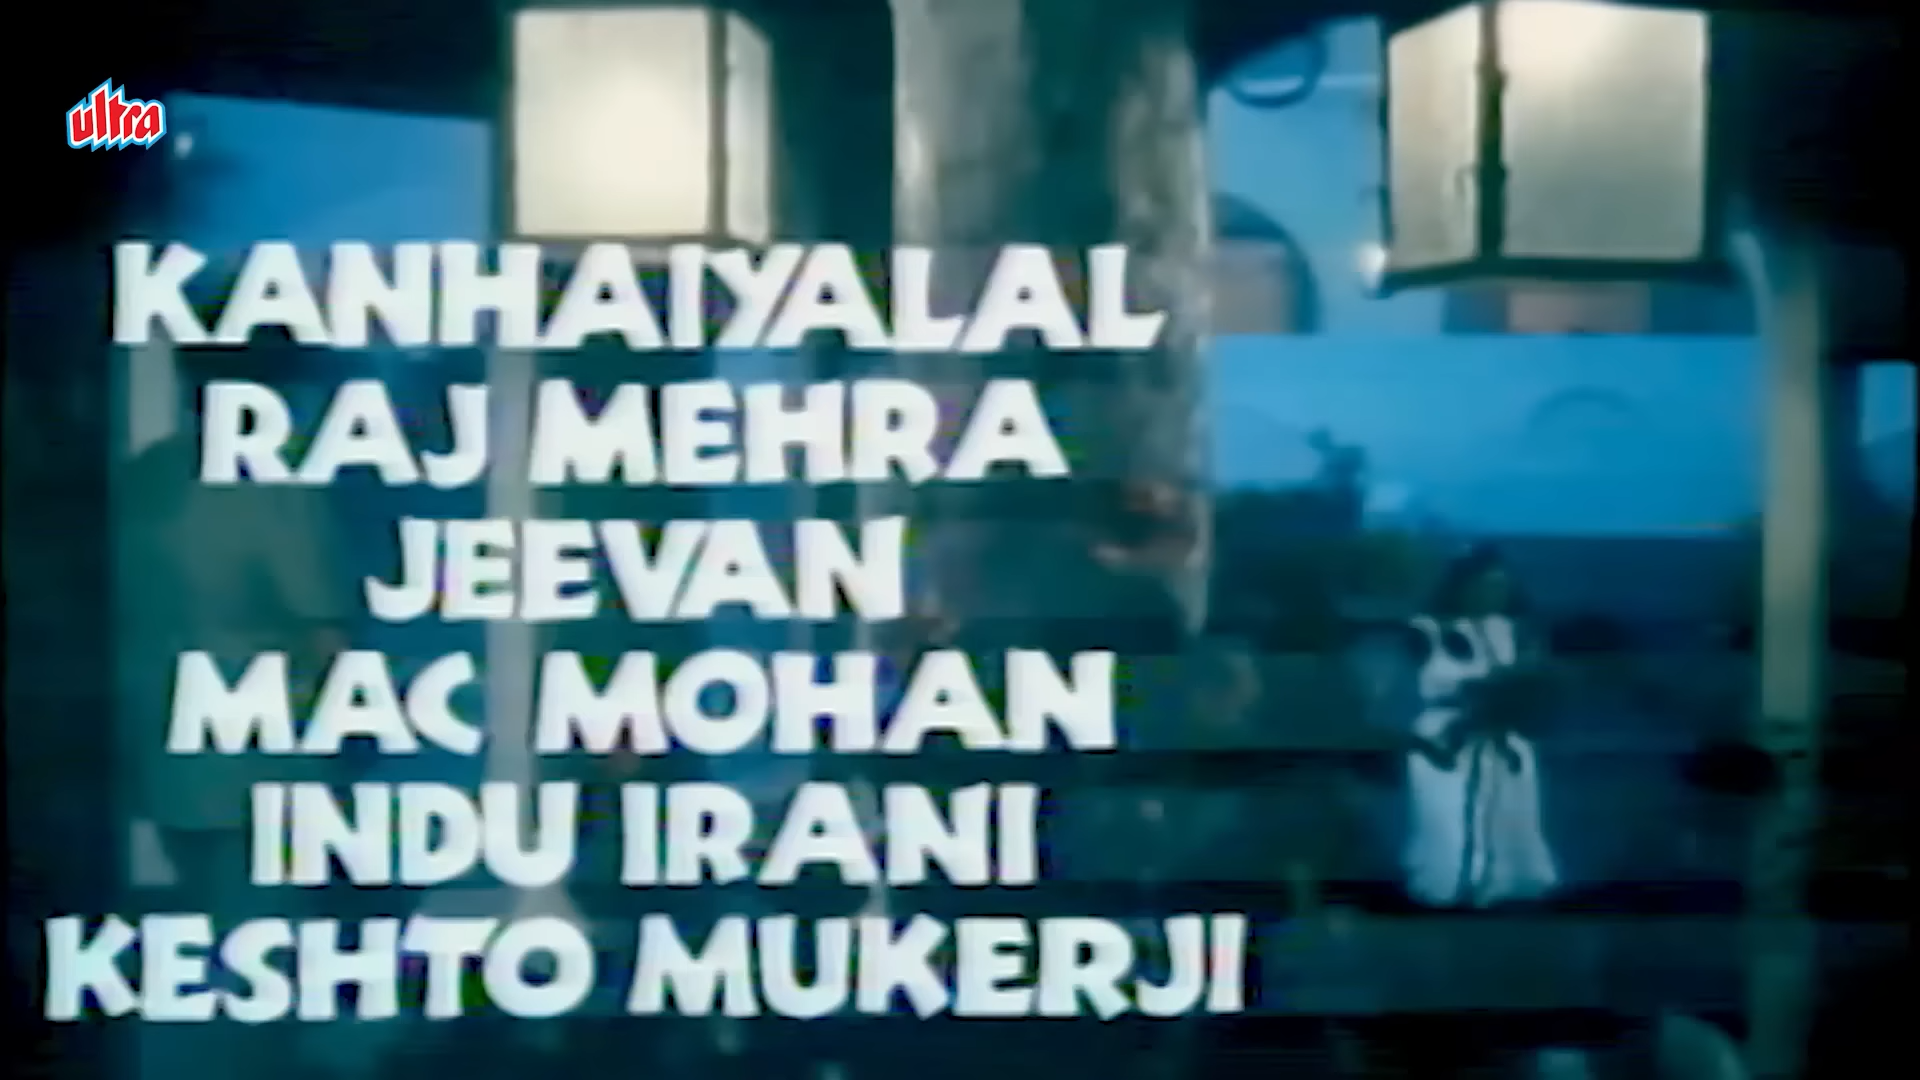 ultra
KANHAIYALAL
RAJ MEHRA
JEEVAN
MAC MOHAN
INDU IRANI
KESHTO MUKERJI